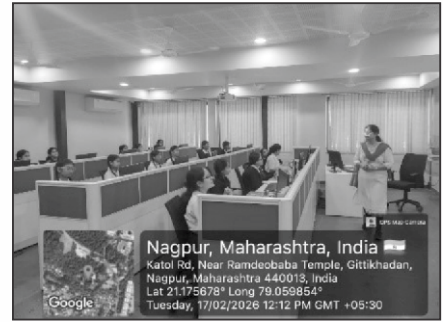 GPS Map Camera
Nagpur, Maharashtra, India
Katol Rd, Near Ramdeobaba Temple, Gittikhadan,
Nagpur, Maharashtra 440013, India
Lat 21.175678° Long 79.059854°
Tuesday, 17/02/2026 12:12 PM GMT +05:30
Google